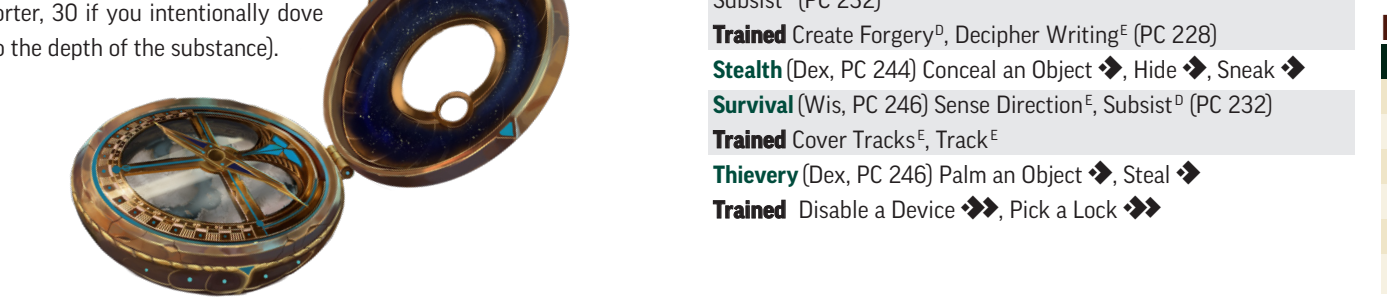 orter, 30 if you intentionally dove
the depth of the substance).
Subsist (PC 232)
Trained Create Forgeryᴰ, Decipher Writingᴱ (PC 228)
Stealth (Dex, PC 244) Conceal an Object, Hide, Sneak
Survival (Wis, PC 246) Sense Directionᴱ, Subsistᴰ (PC 232)
Trained Cover Tracksᴱ, Trackᴱ
Thievery (Dex, PC 246) Palm an Object, Steal
Trained Disable a Device, Pick a Lock